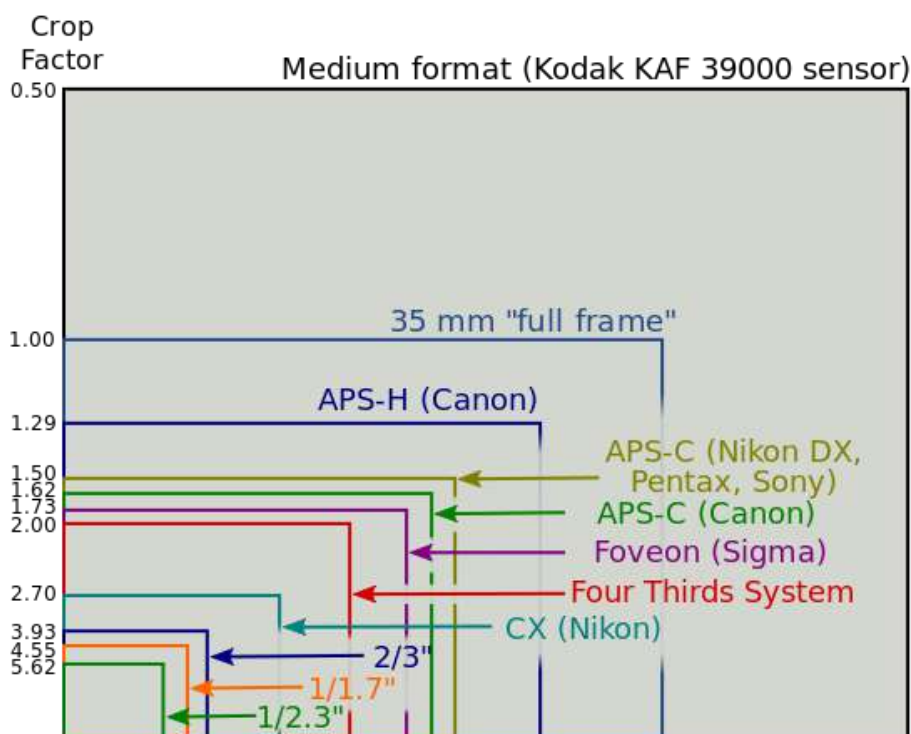 Crop
Factor
Medium format (Kodak KAF 39000 sensor)
0.50
35 mm "full frame"
1.00
APS-H (Canon)
1.29
APS-C (Nikon DX,
Pentax, Sony)
1.50
1.62
APS-C (Canon)
1.73
2.00
Foveon (Sigma)
Four Thirds System
2.70
CX (Nikon)
3.93
2/3"
4.55
5.62
1/1.7"
1/2.3"